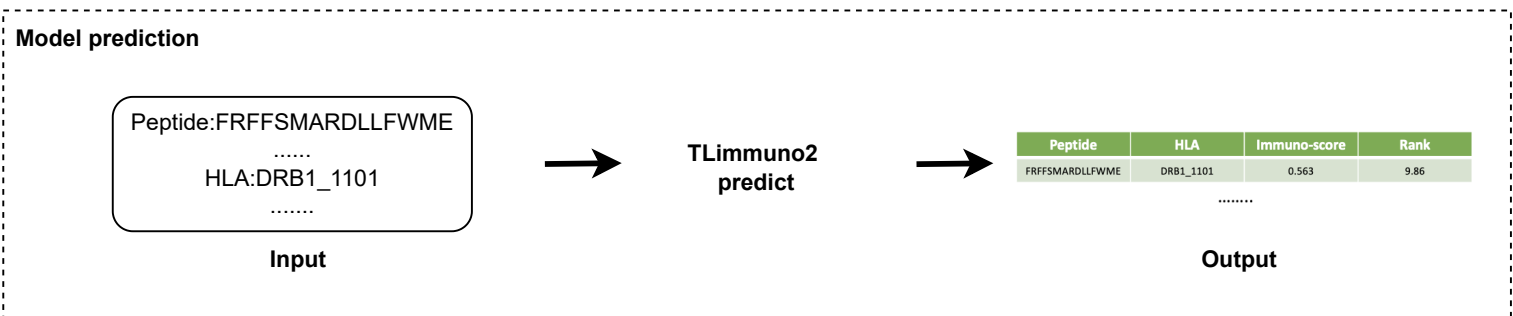 Model prediction
Peptide:FRFFSMARDLLFWME
......
HLA:DRB1_1101
.......
Input
TLimmuno2
predict
Peptide HLA Immuno-score Rank
FRFFSMARDLLFWME DRB1_1101 0.563 9.86
........
Output